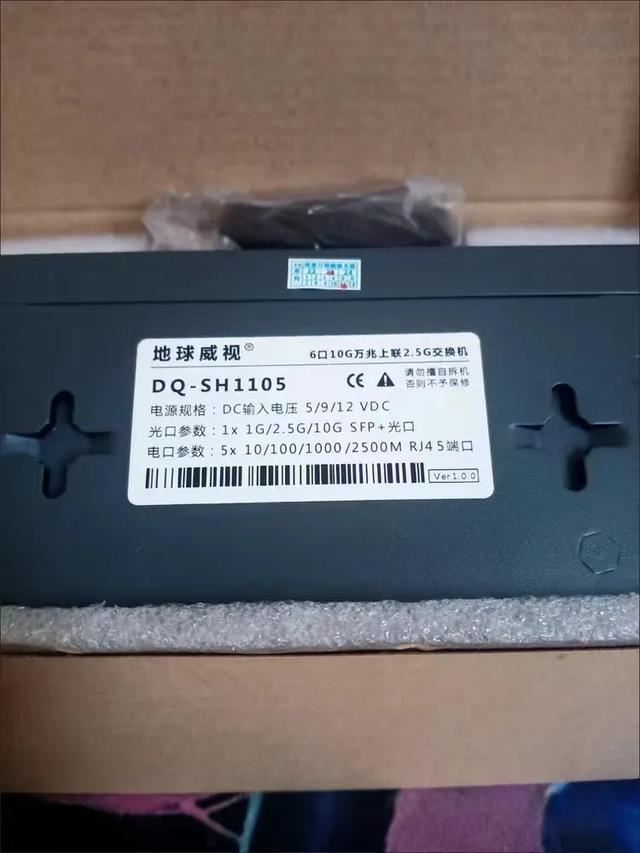 地球威视®
6口10G万兆上联2.5G交换机
DQ-SH1105
CE
请勿擅自拆机
否则不予保修
电源规格：DC输入电压 5/9/12 VDC
光口参数：1x 1G/2.5G/10G SFP+光口
电口参数：5x 10/100/1000/2500M RJ45端口
Ver1.0.0